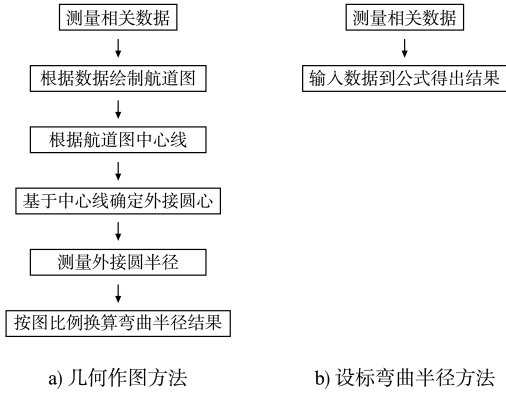 测量相关数据
根据数据绘制航道图
根据航道图中心线
基于中心线确定外接圆心
测量外接圆半径
按图比例换算弯曲半径结果
a) 几何作图方法
测量相关数据
输入数据到公式得出结果
b) 设标弯曲半径方法